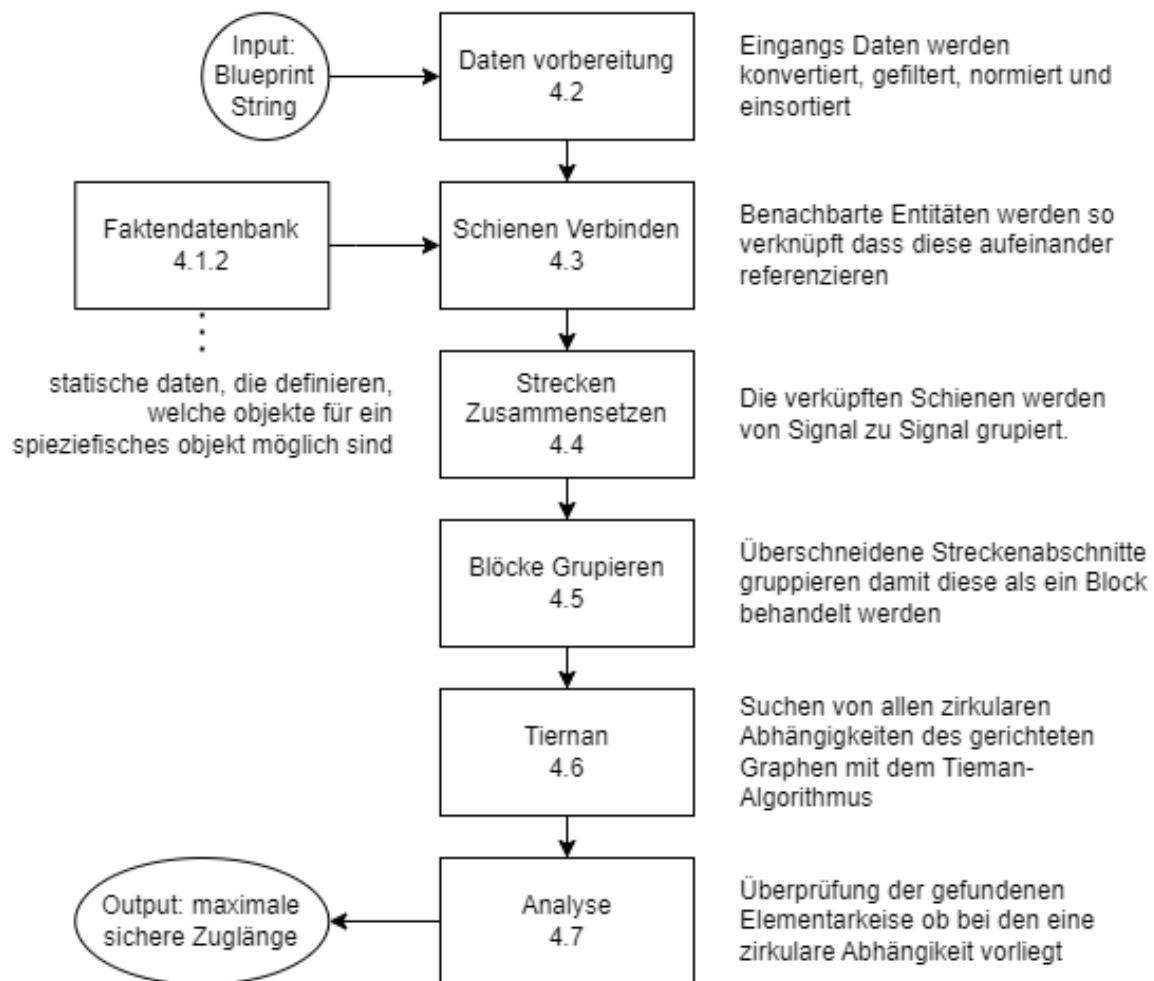 Input:
Blueprint
String
Daten vorbereitung
4.2
Eingangs Daten werden
konvertiert, gefiltert, normiert und
einsortiert
Faktendatenbank
4.1.2
Schienen Verbinden
4.3
Benachbarte Entitäten werden so
verknüpft dass diese aufeinander
referenzieren
statische daten, die definieren,
welche objekte für ein
spieziefisches objekt möglich sind
Strecken
Zusammensetzen
4.4
Die verküpften Schienen werden
von Signal zu Signal grupiert.
Blöcke Grupieren
4.5
Überschneidene Streckenabschnitte
gruppieren damit diese als ein Block
behandelt werden
Tiernan
4.6
Suchen von allen zirkularen
Abhängigkeiten des gerichteten
Graphen mit dem Tieman-
Algorithmus
Output: maximale
sichere Zuglänge
Analyse
4.7
Überprüfung der gefundenen
Elementarkeise ob bei den eine
zirkulare Abhängikeit vorliegt